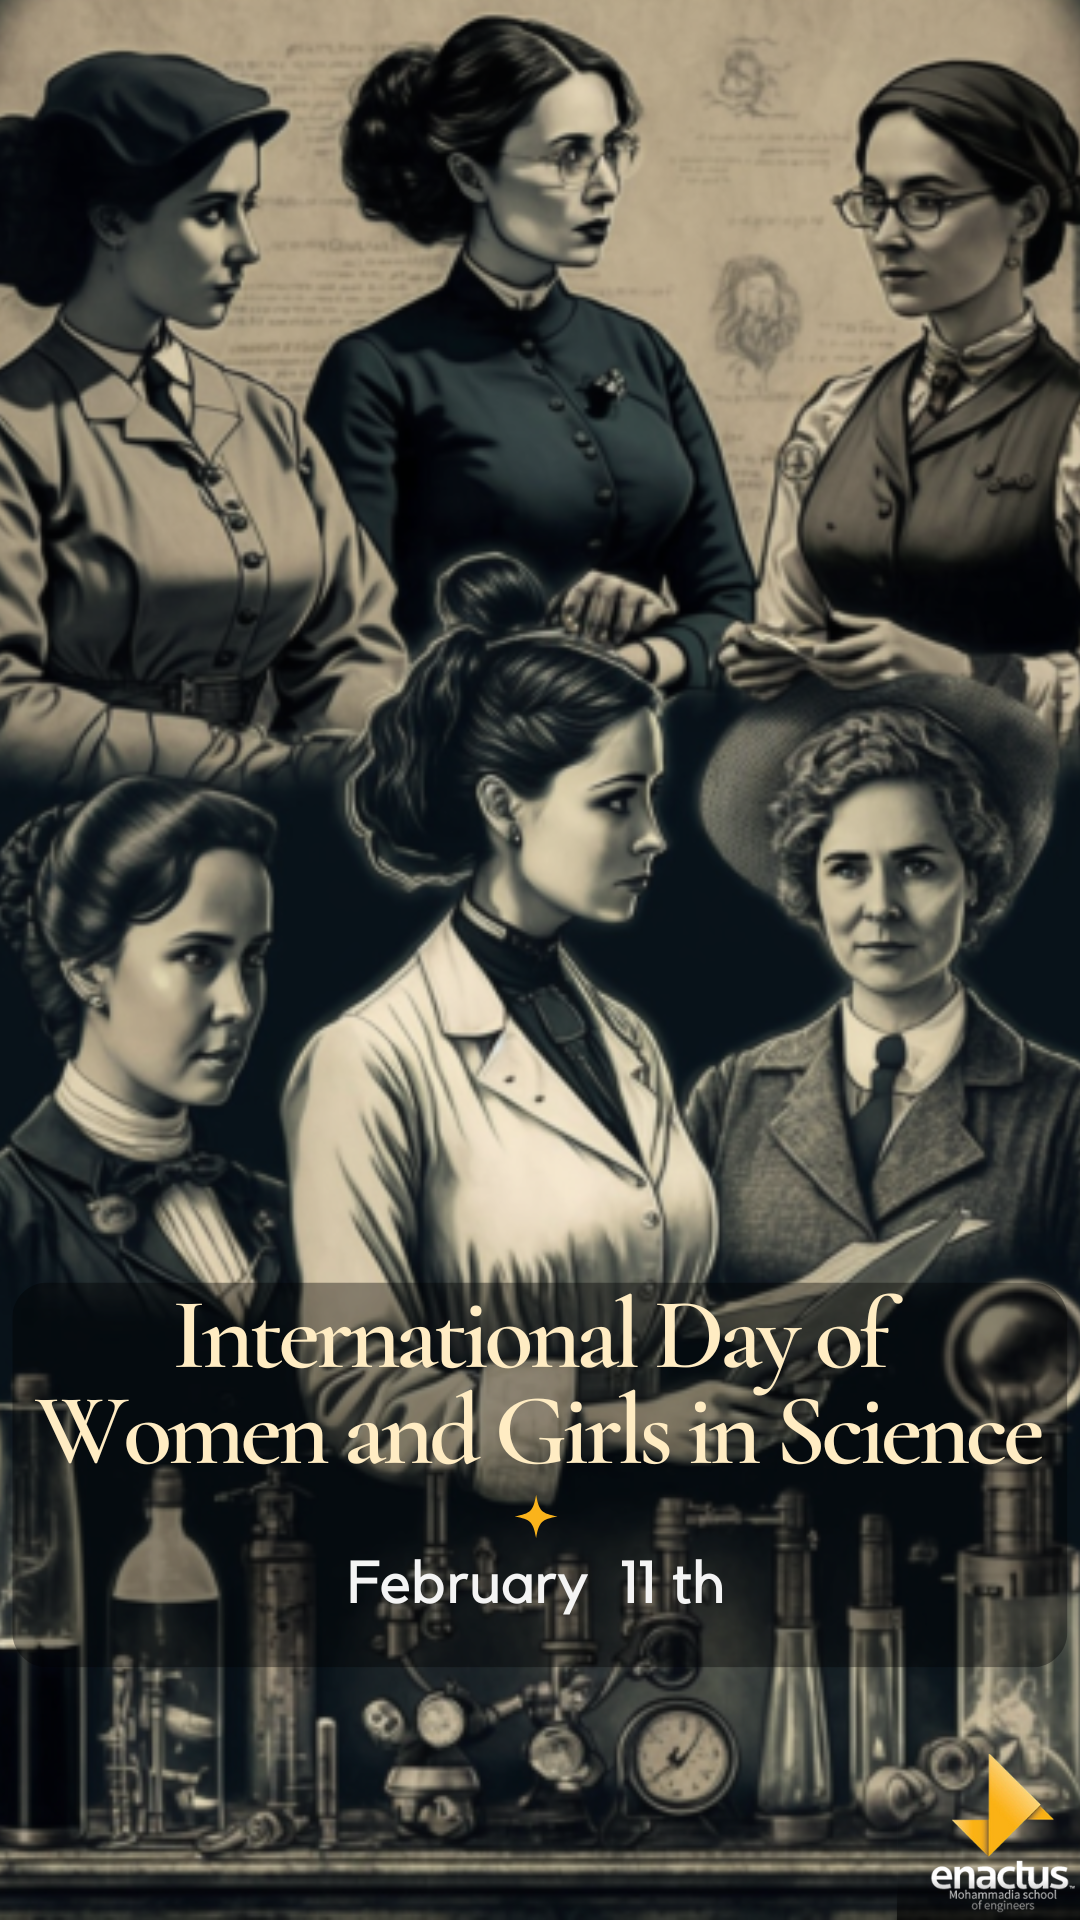 International Day of
Women and Girls in Science
February 11 th
enactus
Mohammadia school
of engineers